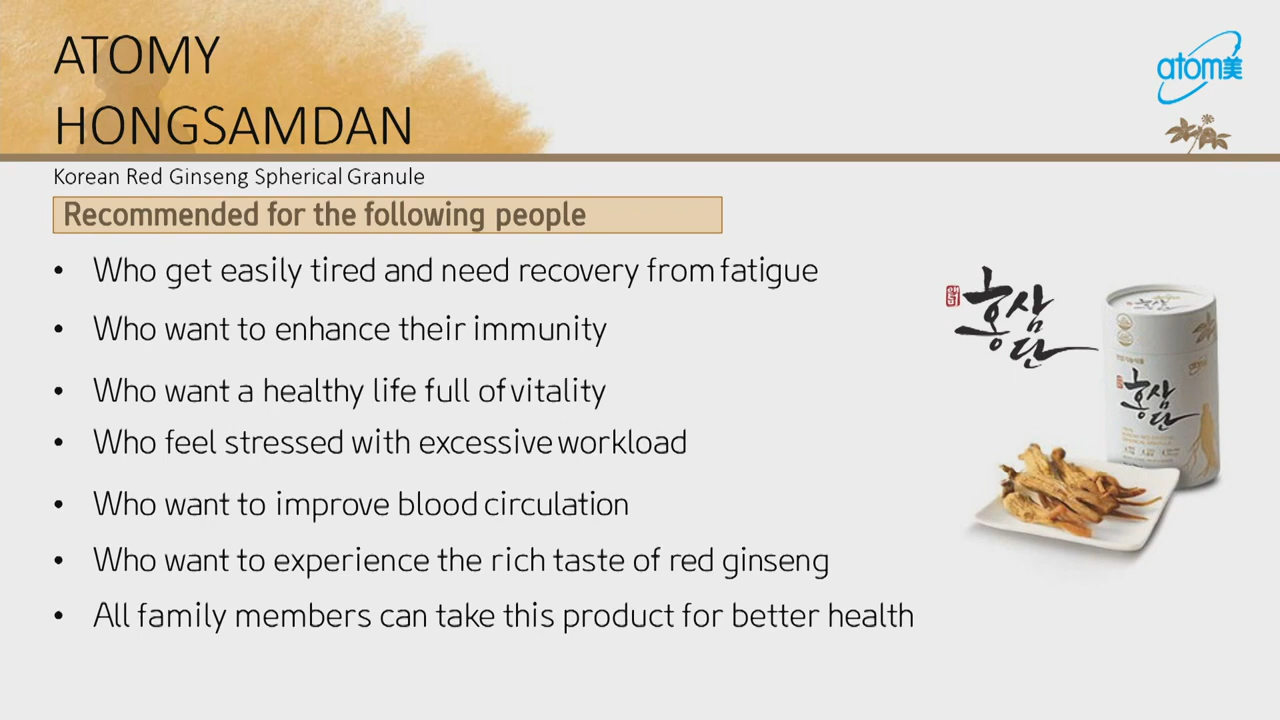 ATOMY
HONGSAMDAN
atom美
Korean Red Ginseng Spherical Granule
Recommended for the following people
• Who get easily tired and need recovery from fatigue
• Who want to enhance their immunity
• Who want a healthy life full of vitality
• Who feel stressed with excessive workload
• Who want to improve blood circulation
• Who want to experience the rich taste of red ginseng
• All family members can take this product for better health
홍삼단
홍삼단